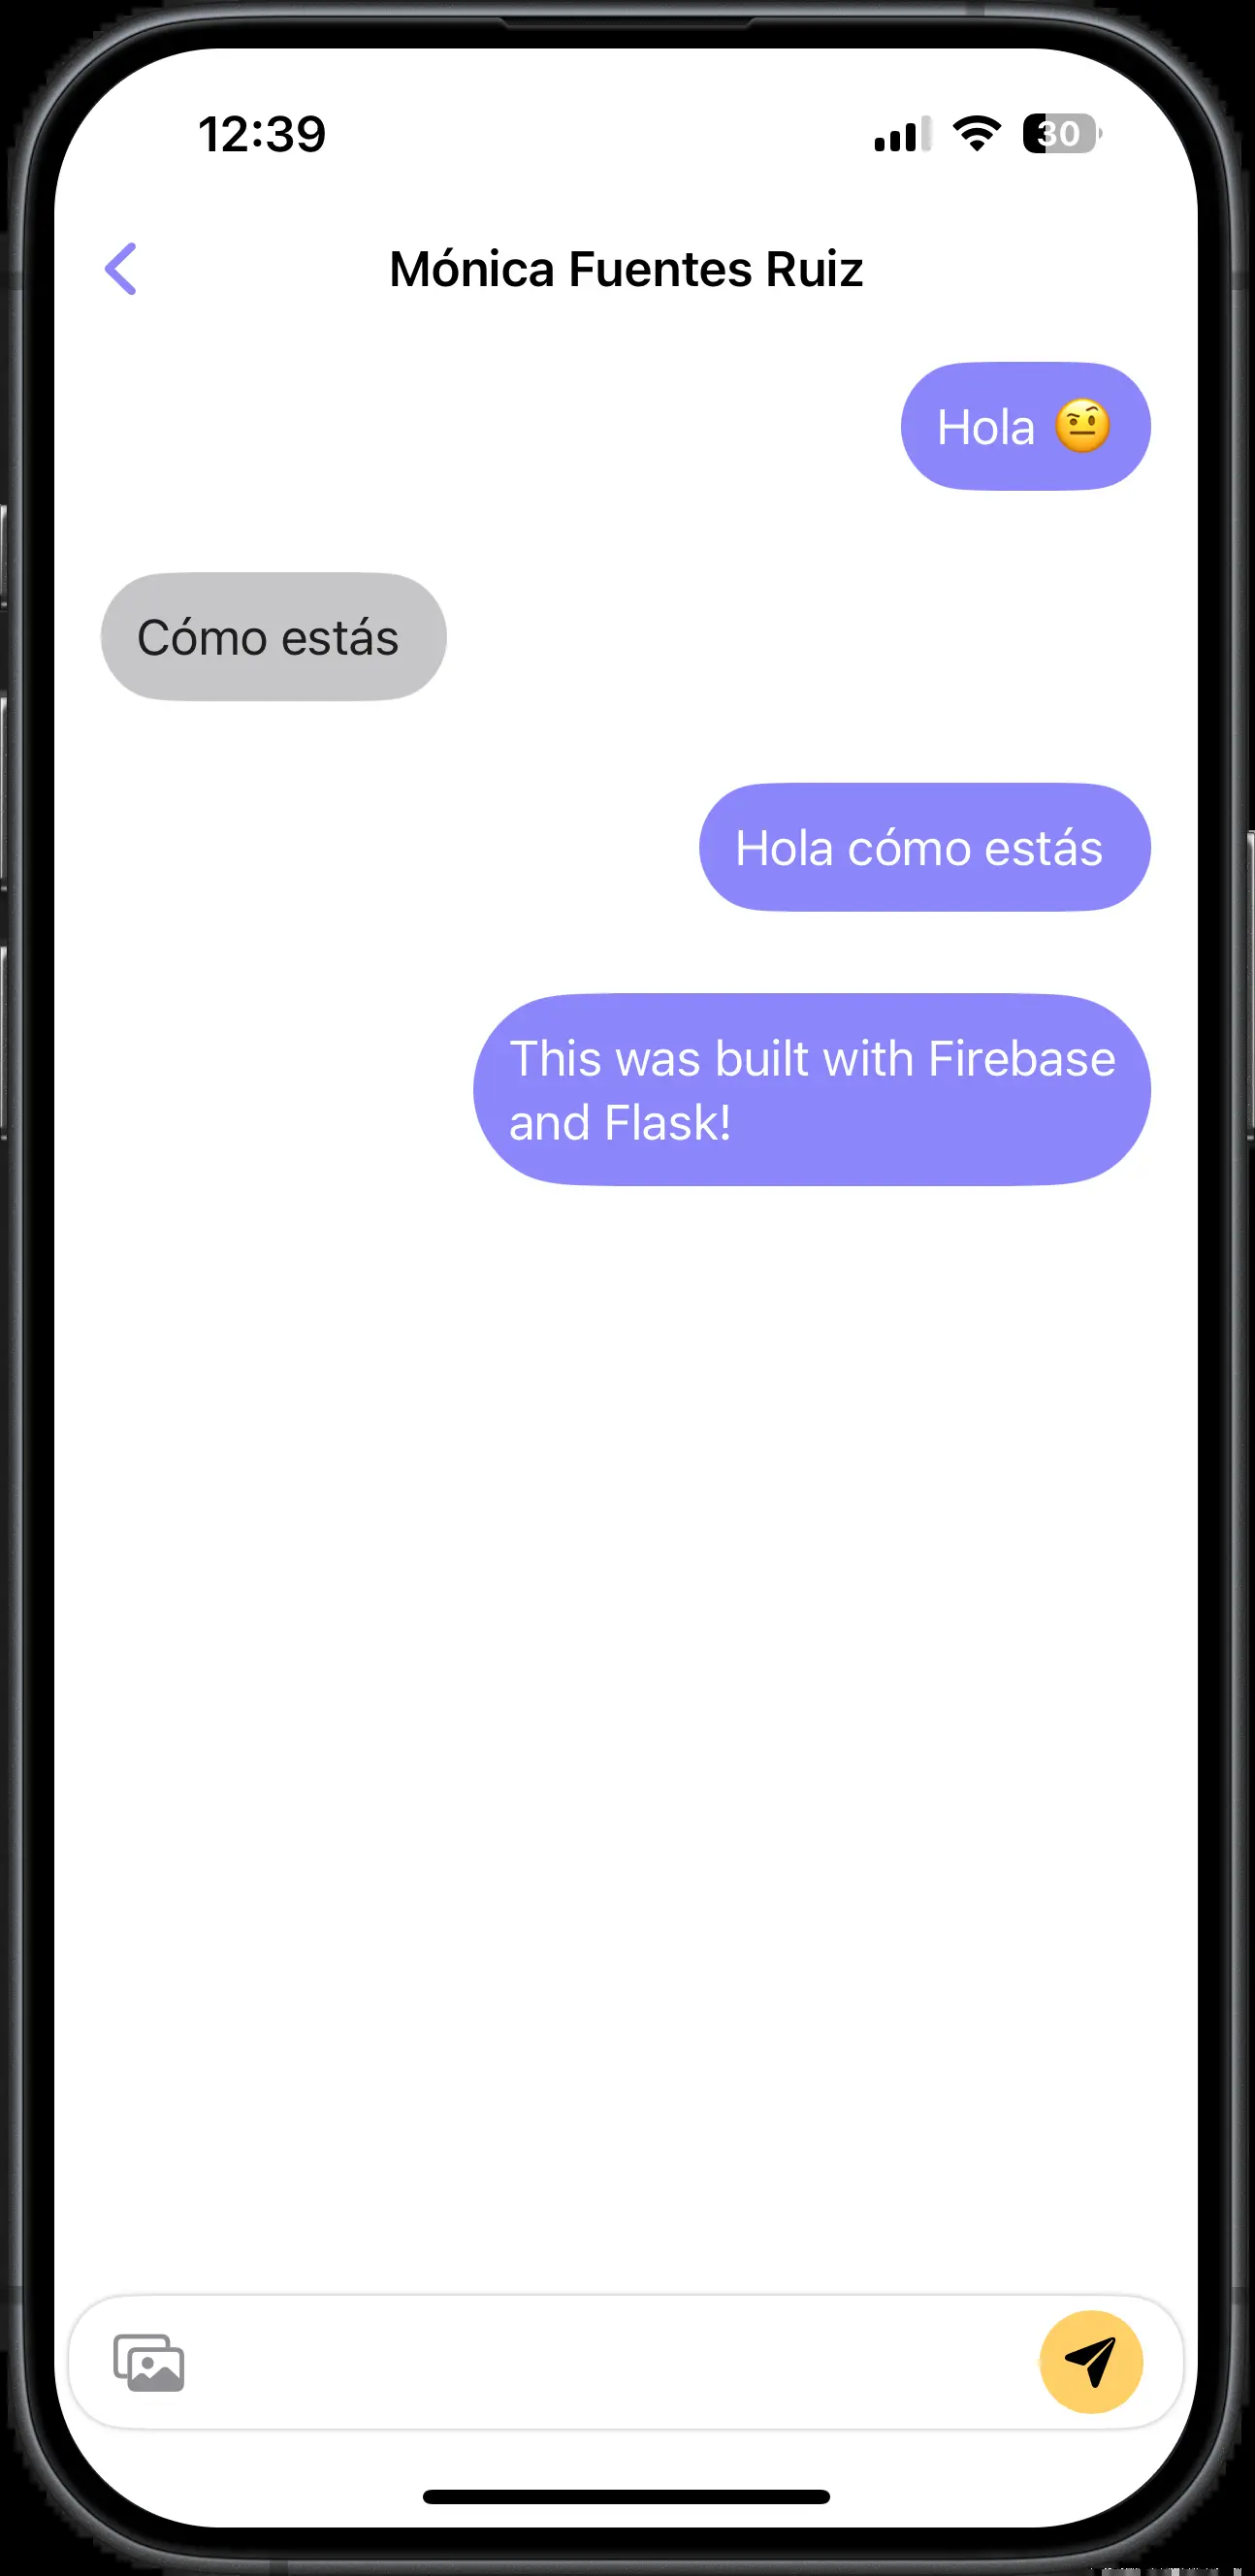 12:39
30
Mónica Fuentes Ruiz
Hola 🤨
Cómo estás
Hola cómo estás
This was built with Firebase
and Flask!